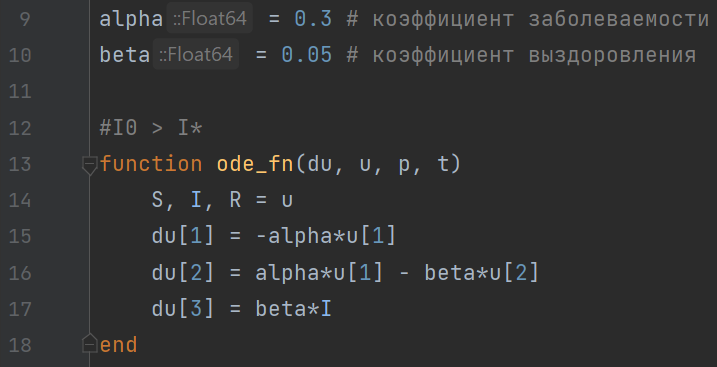 9 alpha ::Float64 = 0.3 # коэффициент заболеваемости
10 beta ::Float64 = 0.05 # коэффициент выздоровления
11
12 #I0 > I*
13 function ode_fn(du, u, p, t)
14 S, I, R = u
15 du[1] = -alpha*u[1]
16 du[2] = alpha*u[1] - beta*u[2]
17 du[3] = beta*I
18 end